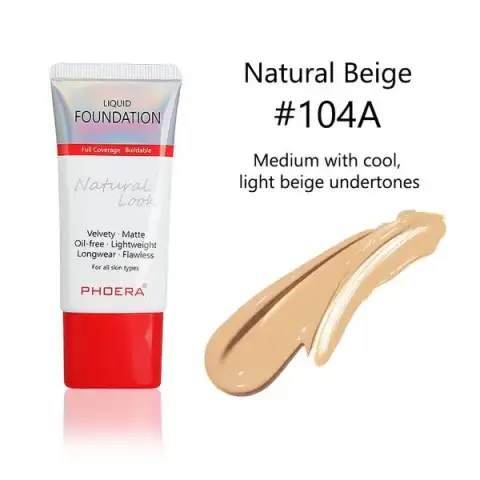 LIQUID
FOUNDATION
Full Coverage · Buildable
Natural
Look
Velvety · Matte
Oil-free · Lightweight
Longwear · Flawless
For all skin types
PHOERA®
Natural Beige
#104A
Medium with cool,
light beige undertones